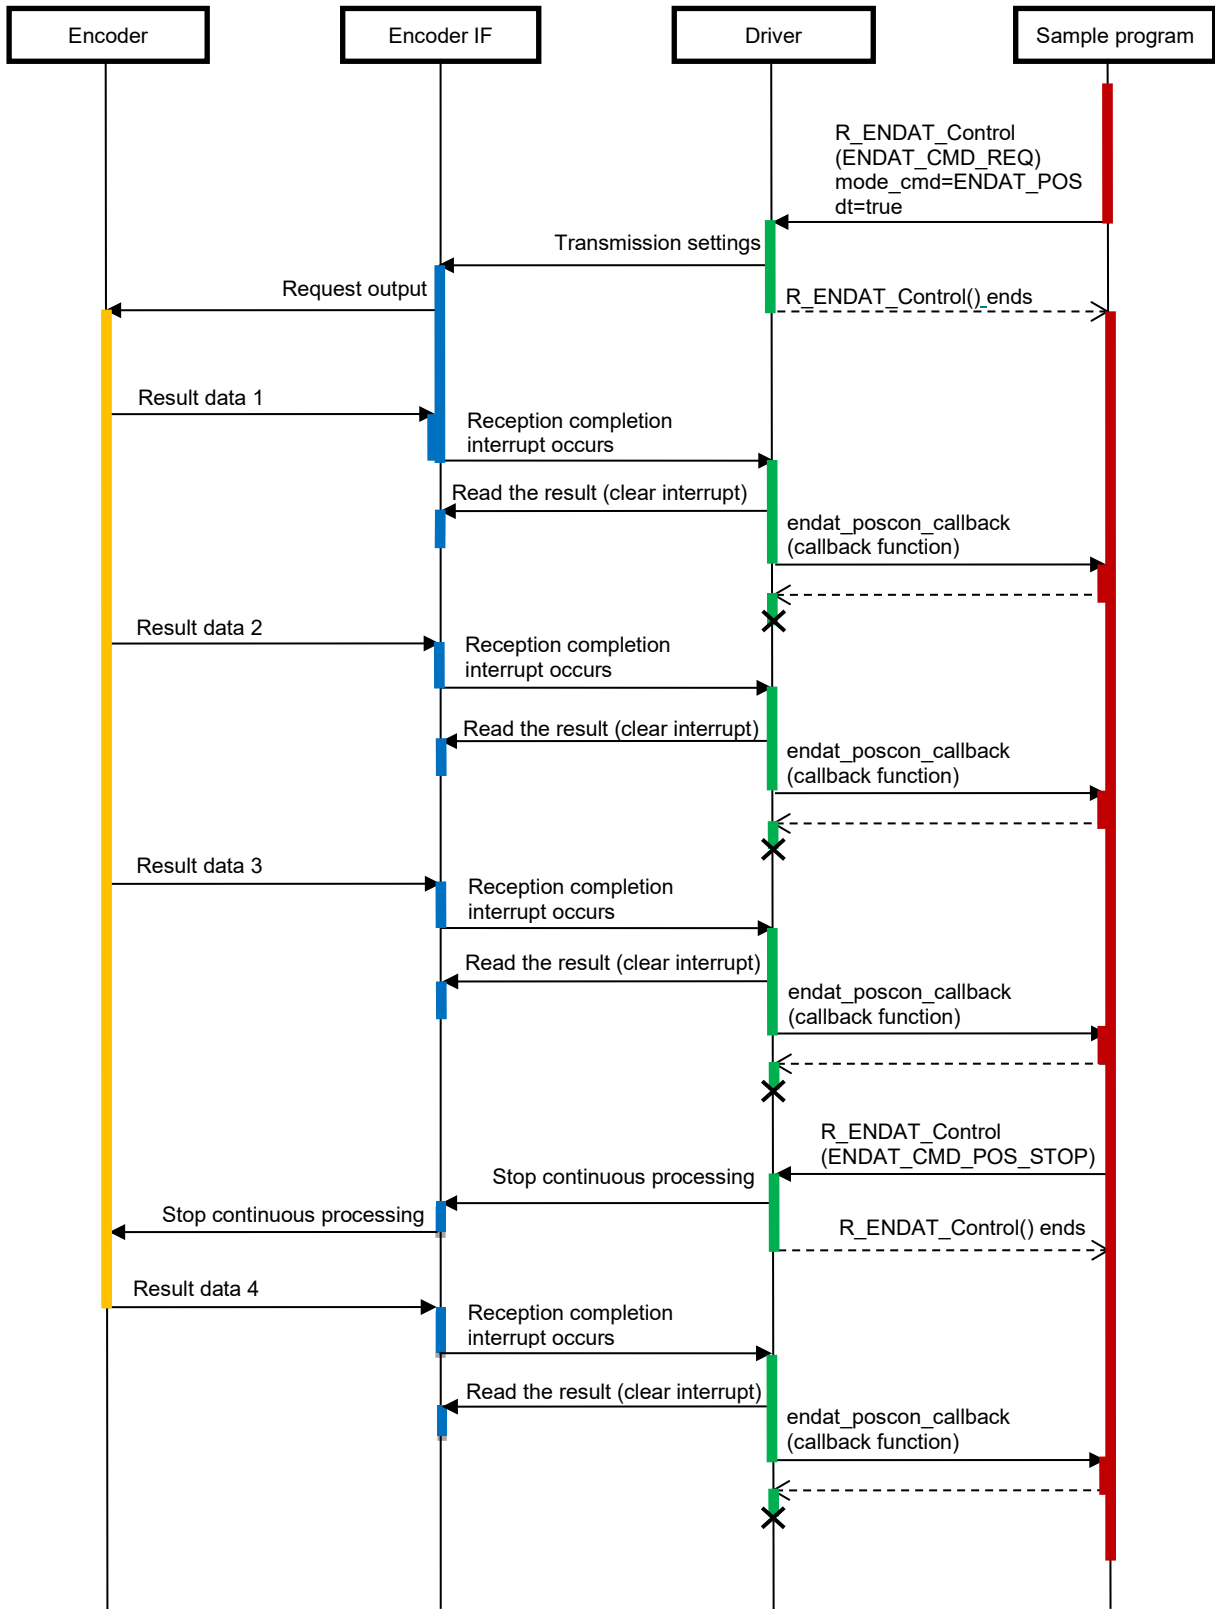 Encoder
Encoder IF
Driver
Sample program
R_ENDAT_Control
(ENDAT_CMD_REQ)
mode_cmd=ENDAT_POS
dt=true
Transmission settings
Request output
R_ENDAT_Control() ends
Result data 1
Reception completion
interrupt occurs
Read the result (clear interrupt)
endat_poscon_callback
(callback function)
Result data 2
Reception completion
interrupt occurs
Read the result (clear interrupt)
endat_poscon_callback
(callback function)
Result data 3
Reception completion
interrupt occurs
Read the result (clear interrupt)
endat_poscon_callback
(callback function)
R_ENDAT_Control
(ENDAT_CMD_POS_STOP)
Stop continuous processing
Stop continuous processing
R_ENDAT_Control() ends
Result data 4
Reception completion
interrupt occurs
Read the result (clear interrupt)
endat_poscon_callback
(callback function)